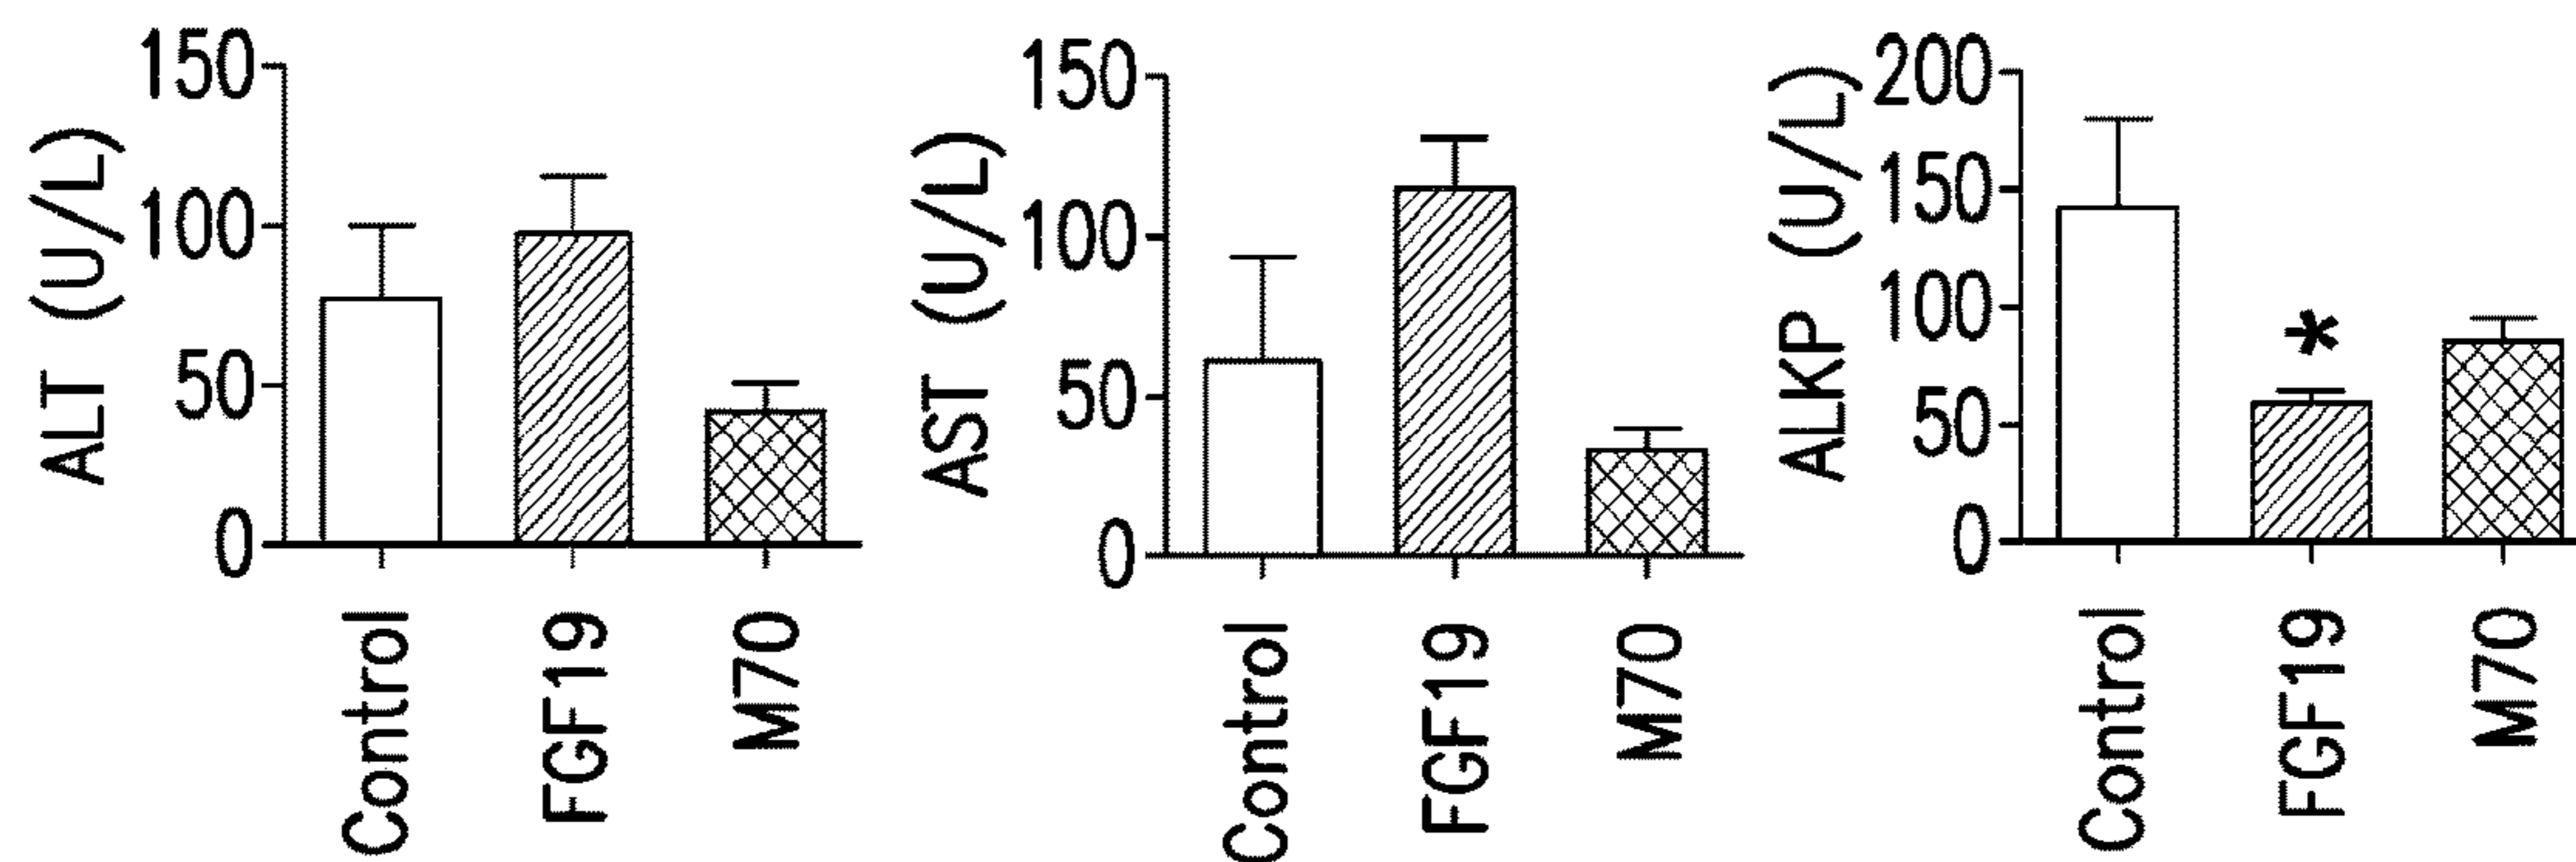 ALT (U/L)
150
100
50
0
Control
FGF19
M70
AST (U/L)
150
100
50
0
Control
FGF19
M70
ALKP (U/L)
200
150
100
50
0
*
Control
FGF19
M70